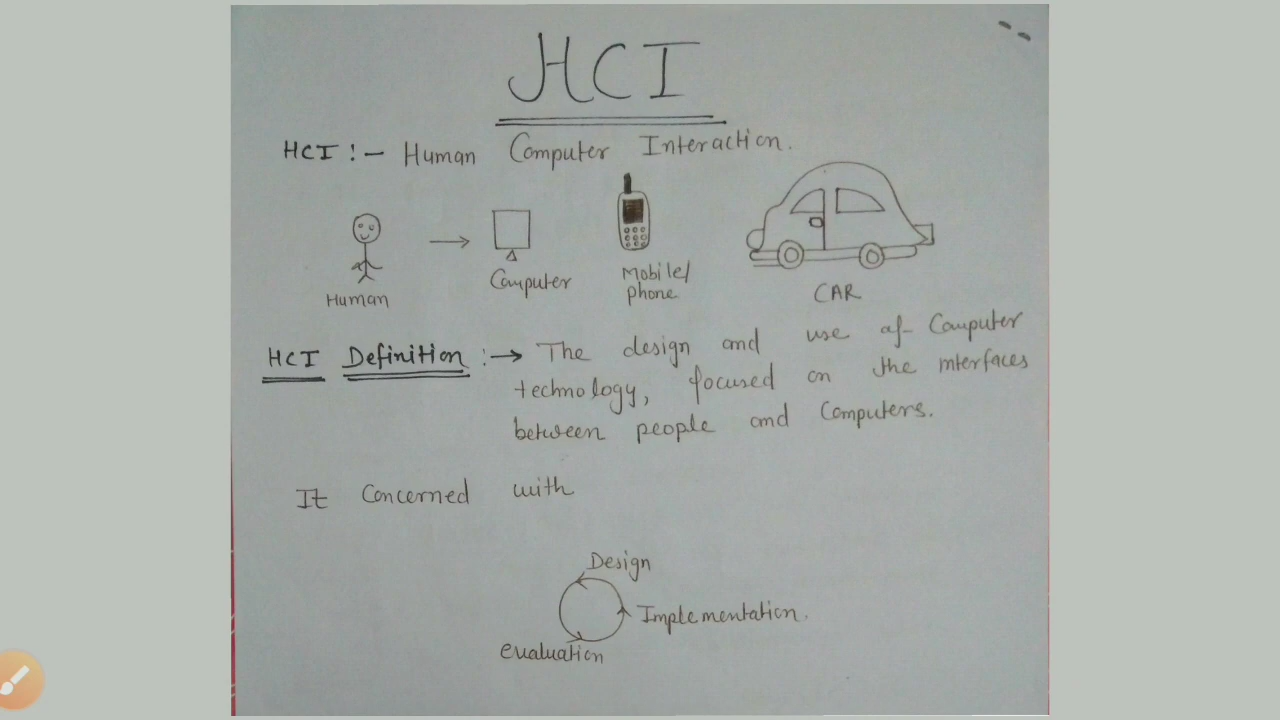 HCI
HCI :- Human Computer Interaction.
Human
Computer
Mobile/
phone
CAR
HCI Definition :→ The design and use of Computer
technology, focused on the interfaces
between people and Computers.
It Concerned with
Design
Implementation.
evaluation